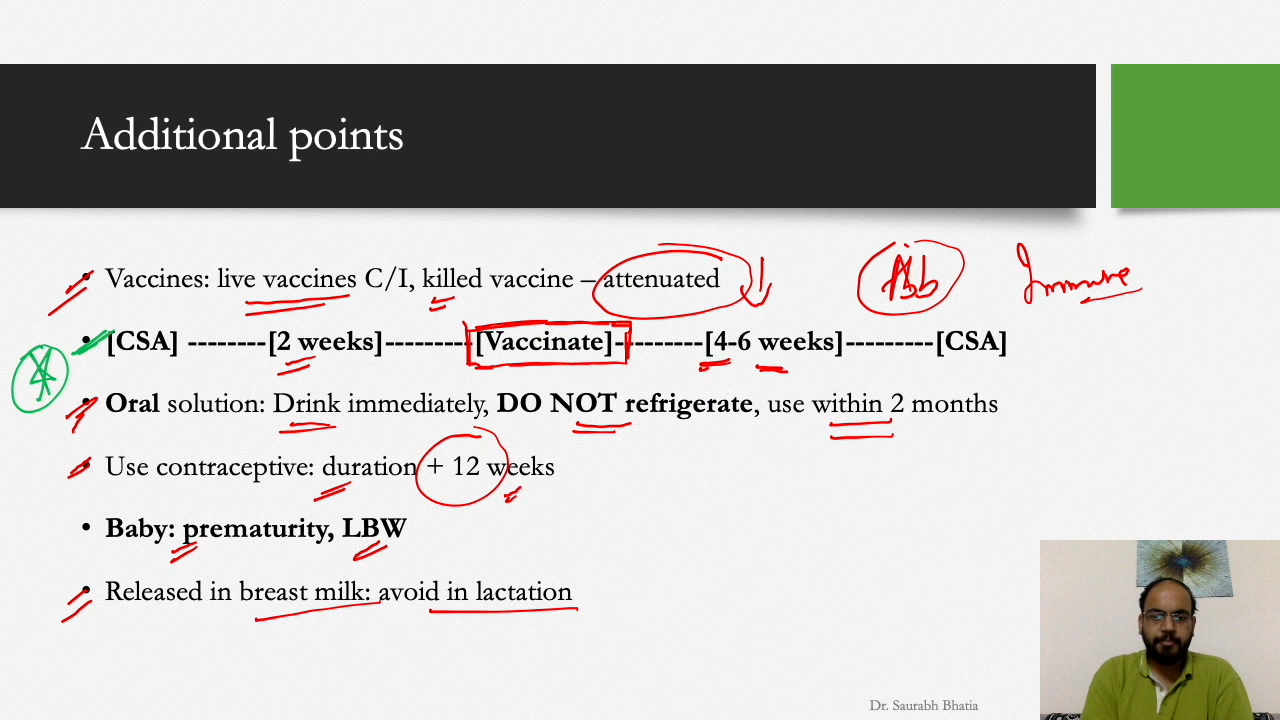 Additional points
• Vaccines: live vaccines C/I, killed vaccine – attenuated Immune
• [CSA] --------[2 weeks]---------[Vaccinate]----------[4-6 weeks]---------[CSA]
• Oral solution: Drink immediately, DO NOT refrigerate, use within 2 months
• Use contraceptive: duration + 12 weeks
• Baby: prematurity, LBW
• Released in breast milk: avoid in lactation
Dr. Saurabh Bhatia